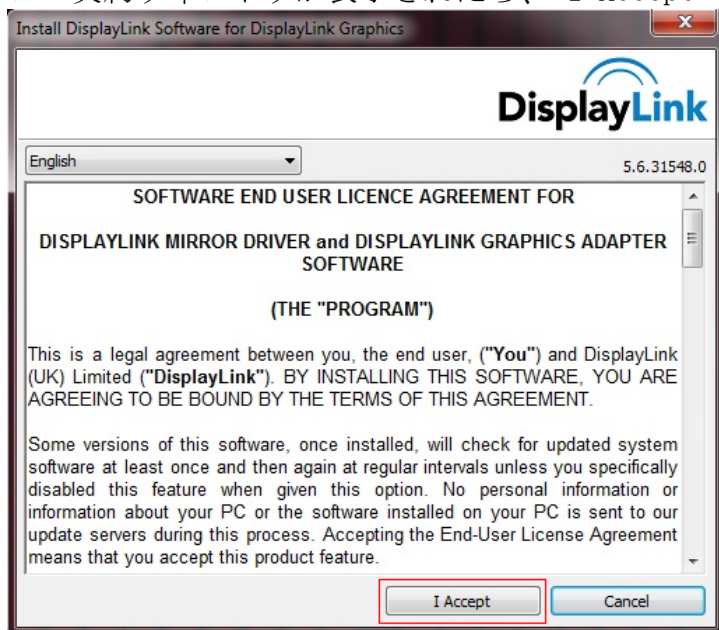 Install DisplayLink Software for DisplayLink Graphics
DisplayLink
English
5.6.31548.0
SOFTWARE END USER LICENCE AGREEMENT FOR
DISPLAYLINK MIRROR DRIVER and DISPLAYLINK GRAPHICS ADAPTER
SOFTWARE
(THE "PROGRAM")
This is a legal agreement between you, the end user, ("You") and DisplayLink
(UK) Limited ("DisplayLink"). BY INSTALLING THIS SOFTWARE, YOU ARE
AGREEING TO BE BOUND BY THE TERMS OF THIS AGREEMENT.
Some versions of this software, once installed, will check for updated system
software at least once and then again at regular intervals unless you specifically
disabled this feature when given this option. No personal information or
information about your PC or the software installed on your PC is sent to our
update servers during this process. Accepting the End-User License Agreement
means that you accept this product feature.
I Accept
Cancel